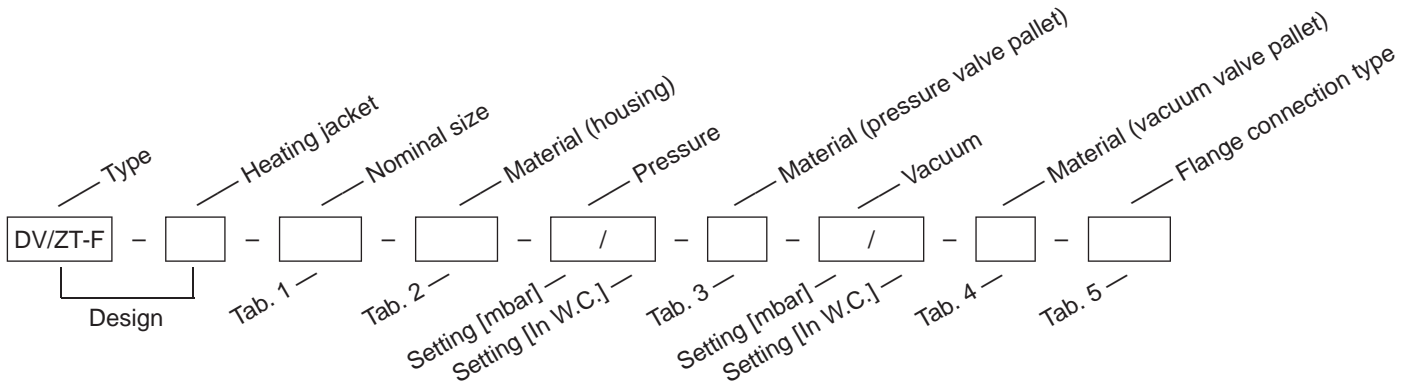 Type
Heating jacket
Nominal size
Material (housing)
Pressure
Material (pressure valve pallet)
Vacuum
Material (vacuum valve pallet)
Flange connection type
DV/ZT-F – – – – / – – / – –
Design
Tab. 1
Tab. 2
Setting [mbar]
Setting [In W.C.]
Tab. 3
Setting [mbar]
Setting [In W.C.]
Tab. 4
Tab. 5